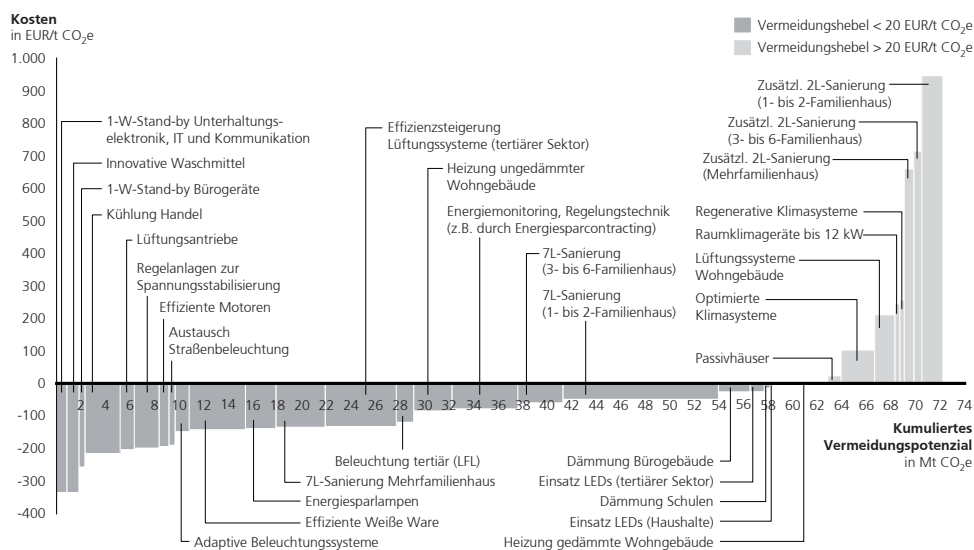 Kosten
in EUR/t CO2e
Vermeidungshebel < 20 EUR/t CO2e
Vermeidungshebel > 20 EUR/t CO2e
1.000
900
800
700
600
500
400
300
200
100
0
-100
-200
-300
-400
1-W-Stand-by Unterhaltungs-
elektronik, IT und Kommunikation
Innovative Waschmittel
1-W-Stand-by Bürogeräte
Kühlung Handel
Lüftungsantriebe
Regelanlagen zur
Spannungsstabilisierung
Effiziente Motoren
Austausch
Straßenbeleuchtung
Effizienzsteigerung
Lüftungssysteme (tertiärer Sektor)
Heizung ungedämmter
Wohngebäude
Energiemonitoring, Regelungstechnik
(z.B. durch Energiesparcontracting)
7L-Sanierung
(3- bis 6-Familienhaus)
7L-Sanierung
(1- bis 2-Familienhaus)
Zusätzl. 2L-Sanierung
(1- bis 2-Familienhaus)
Zusätzl. 2L-Sanierung
(3- bis 6-Familienhaus)
Zusätzl. 2L-Sanierung
(Mehrfamilienhaus)
Regenerative Klimasysteme
Raumklimageräte bis 12 kW
Lüftungssysteme
Wohngebäude
Optimierte
Klimasysteme
Passivhäuser
2 4 6 8 10 12 14 16 18 20 22 24 26 28 30 32 34 36 38 40 42 44 46 48 50 52 54 56 58 60 62 64 66 68 70 72 74
Kumuliertes
Vermeidungspotenzial
in Mt CO2e
Beleuchtung tertiär (LFL)
7L-Sanierung Mehrfamilienhaus
Energiesparlampen
Effiziente Weiße Ware
Adaptive Beleuchtungssysteme
Dämmung Bürogebäude
Einsatz LEDs (tertiärer Sektor)
Dämmung Schulen
Einsatz LEDs (Haushalte)
Heizung gedämmte Wohngebäude